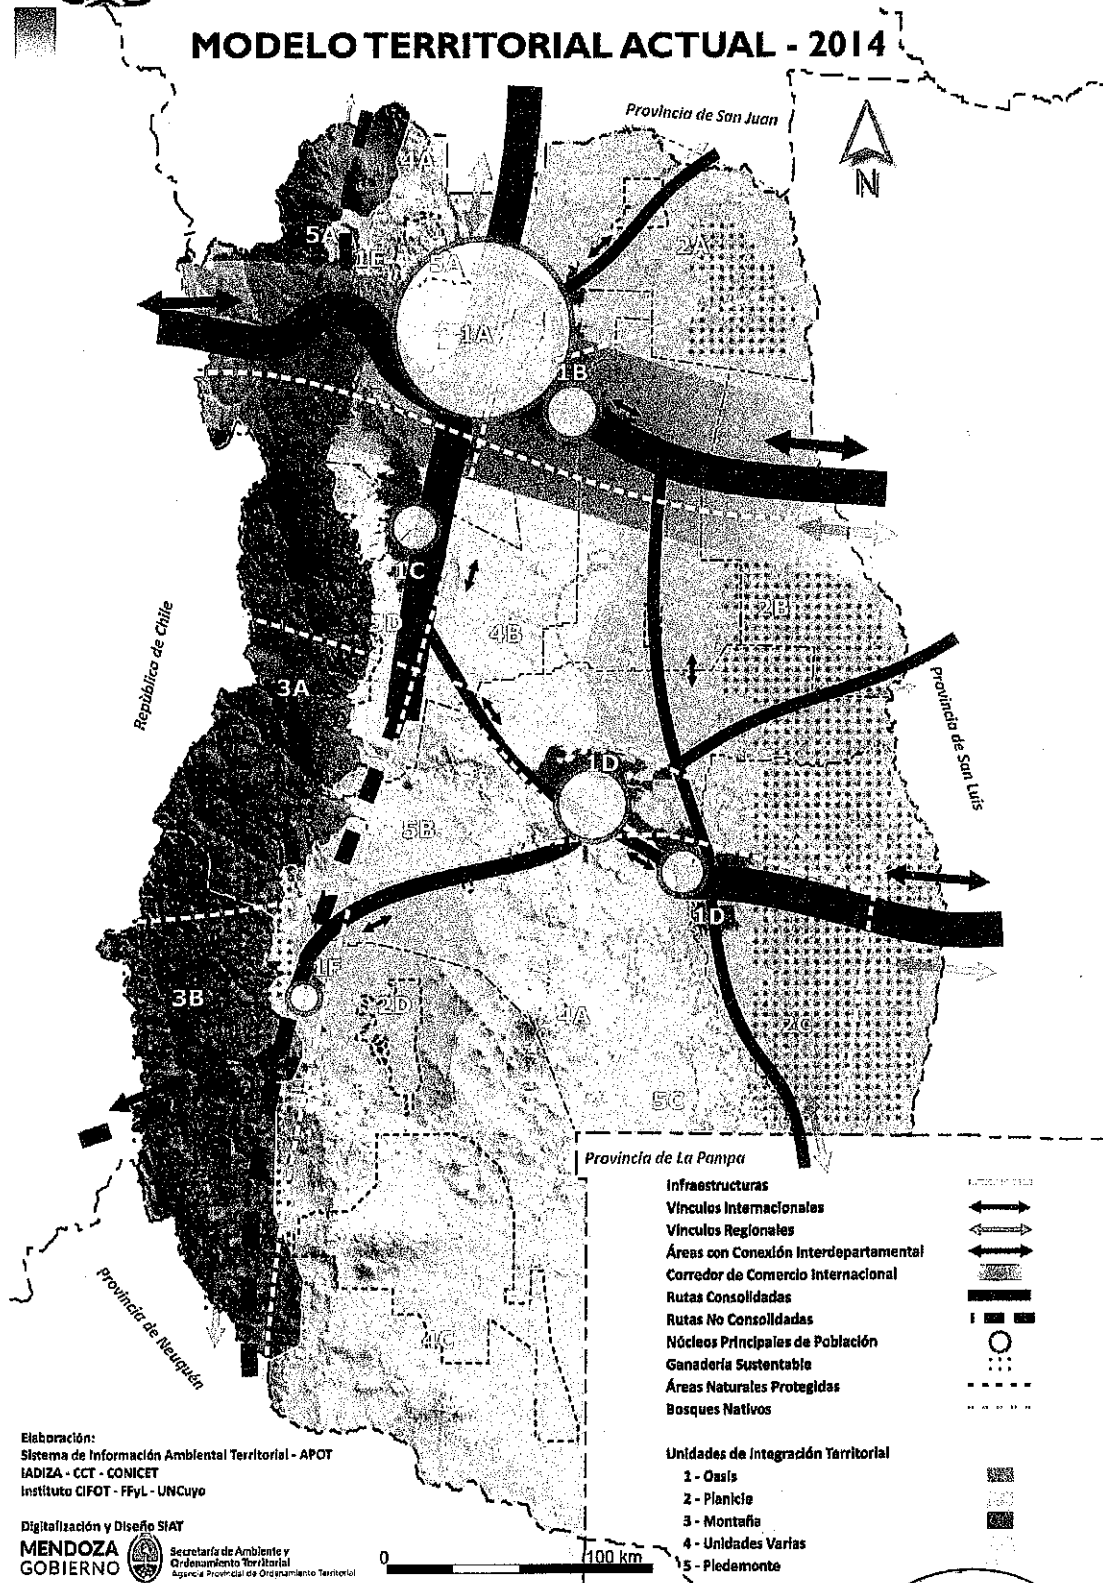 MODELO TERRITORIAL ACTUAL - 2014
Provincia de San Juan
N
4A
5A
1E
5A
2A
1A
1B
1C
2B
4B
República de Chile
3A
Provincia de San Luis
1D
5B
1D
1F
3B
2D
4A
2C
5C
Provincia de La Pampa
Infraestructuras
Vínculos Internacionales
Vínculos Regionales
Áreas con Conexión Interdepartamental
Corredor de Comercio Internacional
Rutas Consolidadas
Rutas No Consolidadas
Núcleos Principales de Población
Ganadería Sustentable
Áreas Naturales Protegidas
Bosques Nativos
Provincia de Neuquén
4C
Unidades de Integración Territorial
1 - Oasis
2 - Planicie
3 - Montaña
4 - Unidades Varias
5 - Piedemonte
Elaboración:
Sistema de Información Ambiental Territorial - APOT
IADIZA - CCT - CONICET
Instituto CIFOT - FFyL - UNCuyo
Digitalización y Diseño SIAT
MENDOZA
GOBIERNO
Secretaría de Ambiente y
Ordenamiento Territorial
Agencia Provincial de Ordenamiento Territorial
0 100 km